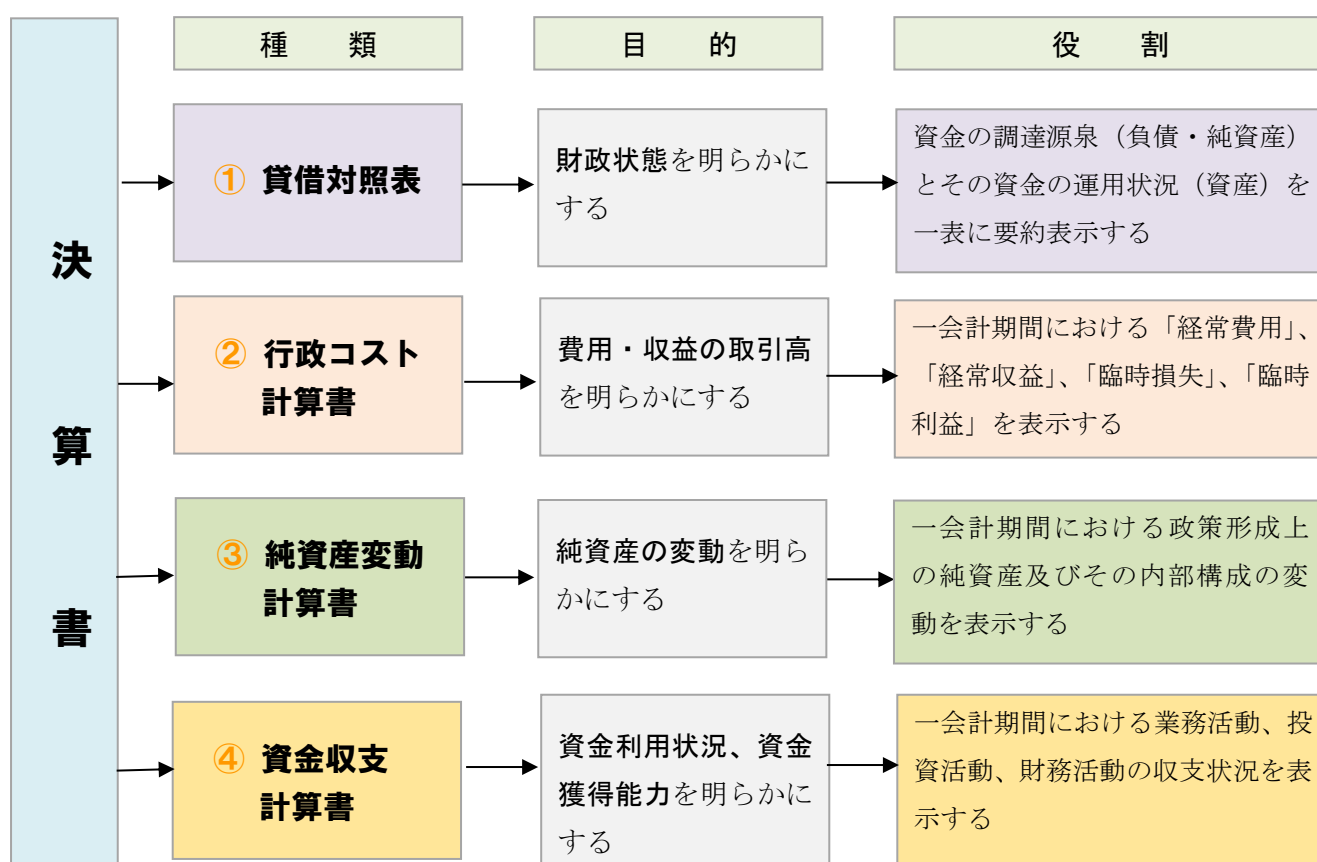 決
算
書
種　類
目　的
役　割
① 貸借対照表
財政状態を明らかに
する
資金の調達源泉（負債・純資産）
とその資金の運用状況（資産）を
一表に要約表示する
② 行政コスト
計算書
費用・収益の取引高
を明らかにする
一会計期間における「経常費用」、
「経常収益」、「臨時損失」、「臨時
利益」を表示する
③ 純資産変動
計算書
純資産の変動を明ら
かにする
一会計期間における政策形成上
の純資産及びその内部構成の変
動を表示する
④ 資金収支
計算書
資金利用状況、資金
獲得能力を明らかに
する
一会計期間における業務活動、投
資活動、財務活動の収支状況を表
示する